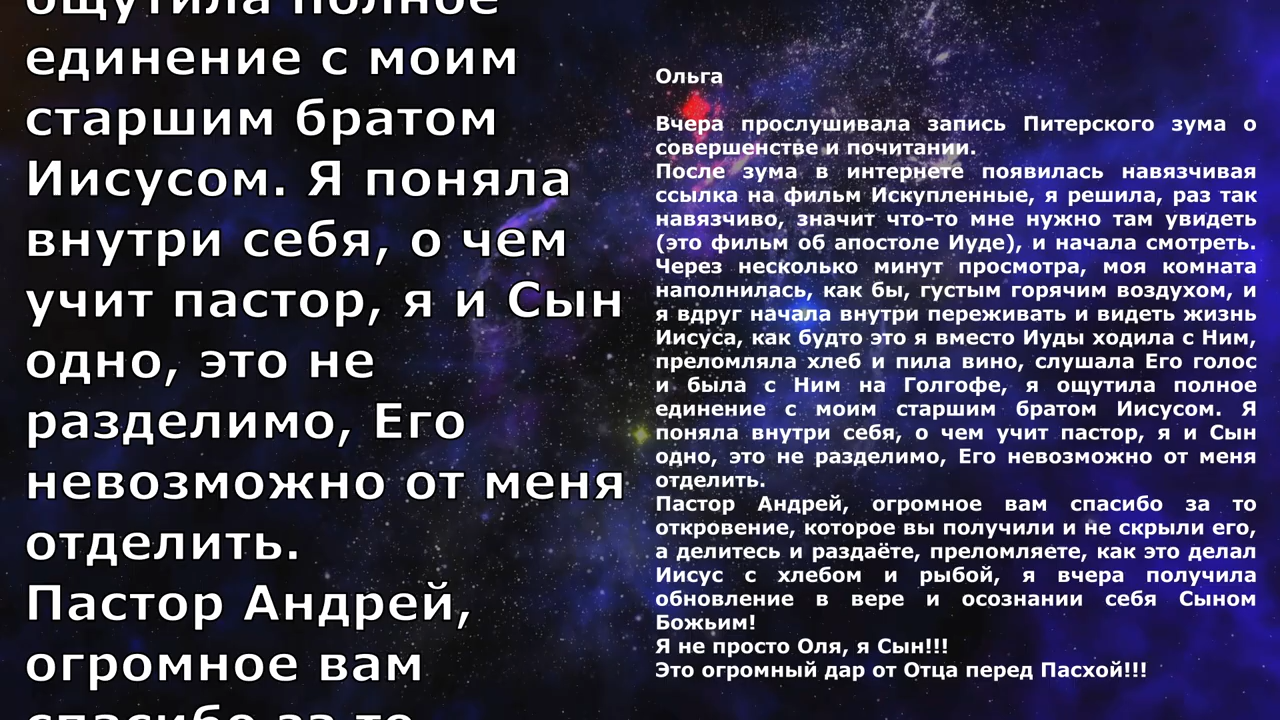 ощутила полное
единение с моим
старшим братом
Иисусом. Я поняла
внутри себя, о чем
учит пастор, я и Сын
одно, это не
разделимо, Его
невозможно от меня
отделить.
Пастор Андрей,
огромное вам
спасибо за то
Ольга
Вчера прослушивала запись Питерского зума о
совершенстве и почитании.
После зума в интернете появилась навязчивая
ссылка на фильм Искупленные, я решила, раз так
навязчиво, значит что-то мне нужно там увидеть
(это фильм об апостоле Иуде), и начала смотреть.
Через несколько минут просмотра, моя комната
наполнилась, как бы, густым горячим воздухом, и
я вдруг начала внутри переживать и видеть жизнь
Иисуса, как будто это я вместо Иуды ходила с Ним,
преломляла хлеб и пила вино, слушала Его голос
и была с Ним на Голгофе, я ощутила полное
единение с моим старшим братом Иисусом. Я
поняла внутри себя, о чем учит пастор, я и Сын
одно, это не разделимо, Его невозможно от меня
отделить.
Пастор Андрей, огромное вам спасибо за то
откровение, которое вы получили и не скрыли его,
а делитесь и раздаёте, преломляете, как это делал
Иисус с хлебом и рыбой, я вчера получила
обновление в вере и осознании себя Сыном
Божьим!
Я не просто Оля, я Сын!!!
Это огромный дар от Отца перед Пасхой!!!